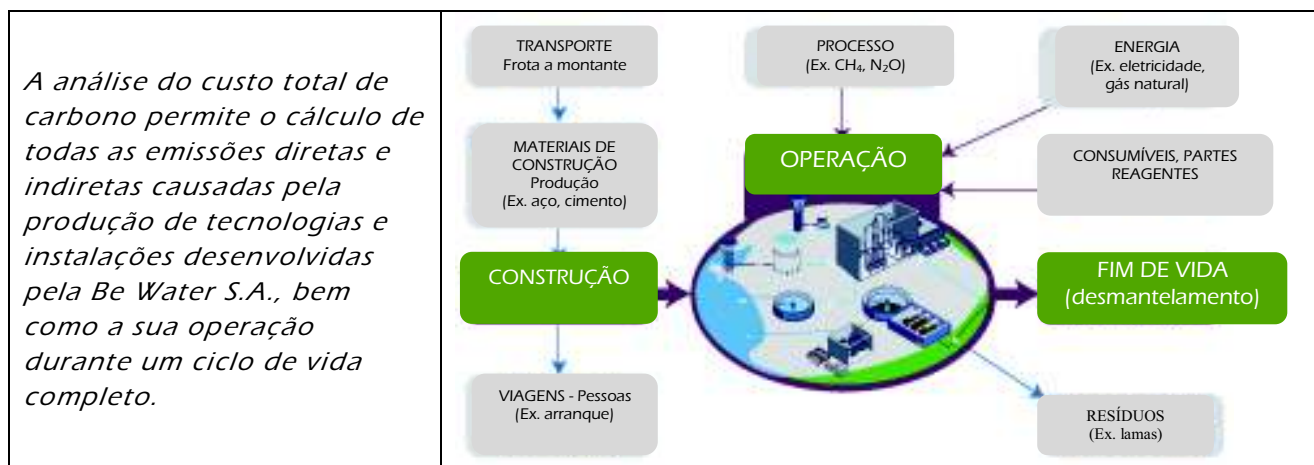 A análise do custo total de
carbono permite o cálculo de
todas as emissões diretas e
indiretas causadas pela
produção de tecnologias e
instalações desenvolvidas
pela Be Water S.A., bem
como a sua operação
durante um ciclo de vida
completo.
TRANSPORTE
Frota a montante
MATERIAIS DE
CONSTRUÇÃO
Produção
(Ex. aço, cimento)
CONSTRUÇÃO
VIAGENS - Pessoas
(Ex. arranque)
PROCESSO
(Ex. CH₄, N₂O)
OPERAÇÃO
ENERGIA
(Ex. eletricidade,
gás natural)
CONSUMÍVEIS, PARTES
REAGENTES
FIM DE VIDA
(desmantelamento)
RESÍDUOS
(Ex. lamas)